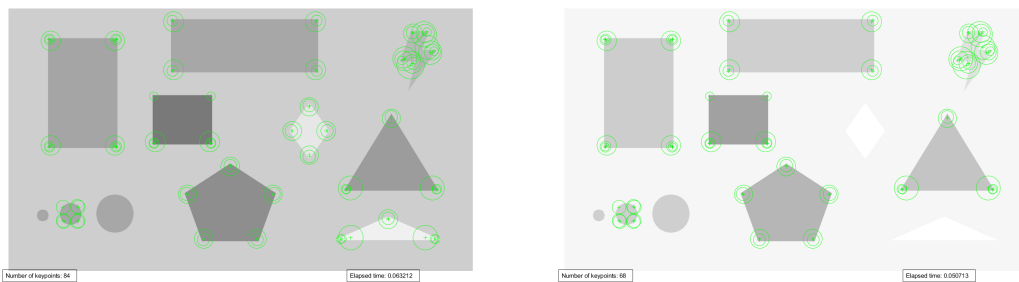 Number of keypoints: 84
Elapsed time: 0.063212
Number of keypoints: 68
Elapsed time: 0.050713